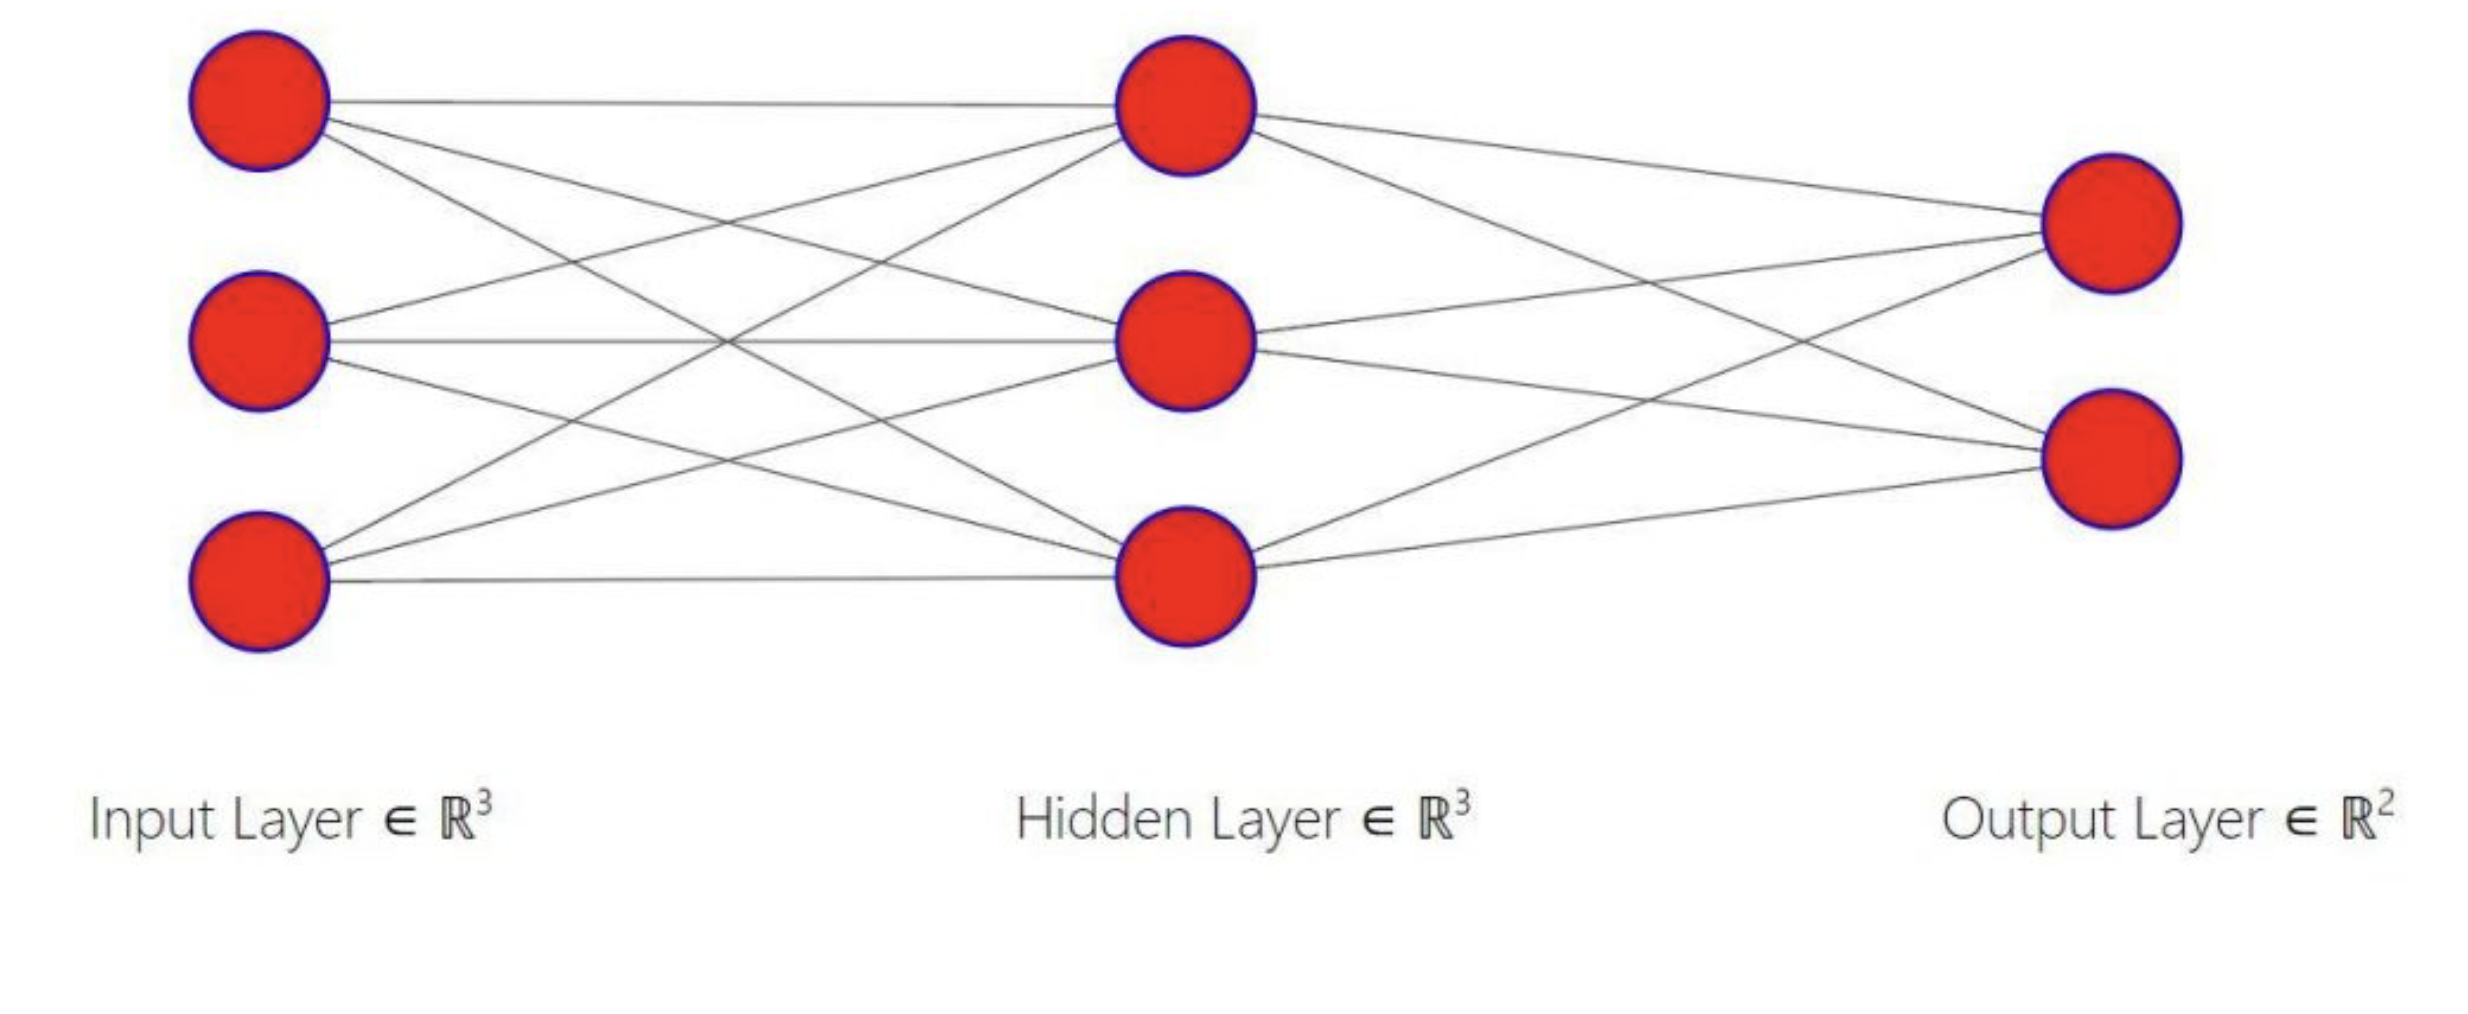 Input Layer ∈ ℝ³ Hidden Layer ∈ ℝ³ Output Layer ∈ ℝ²